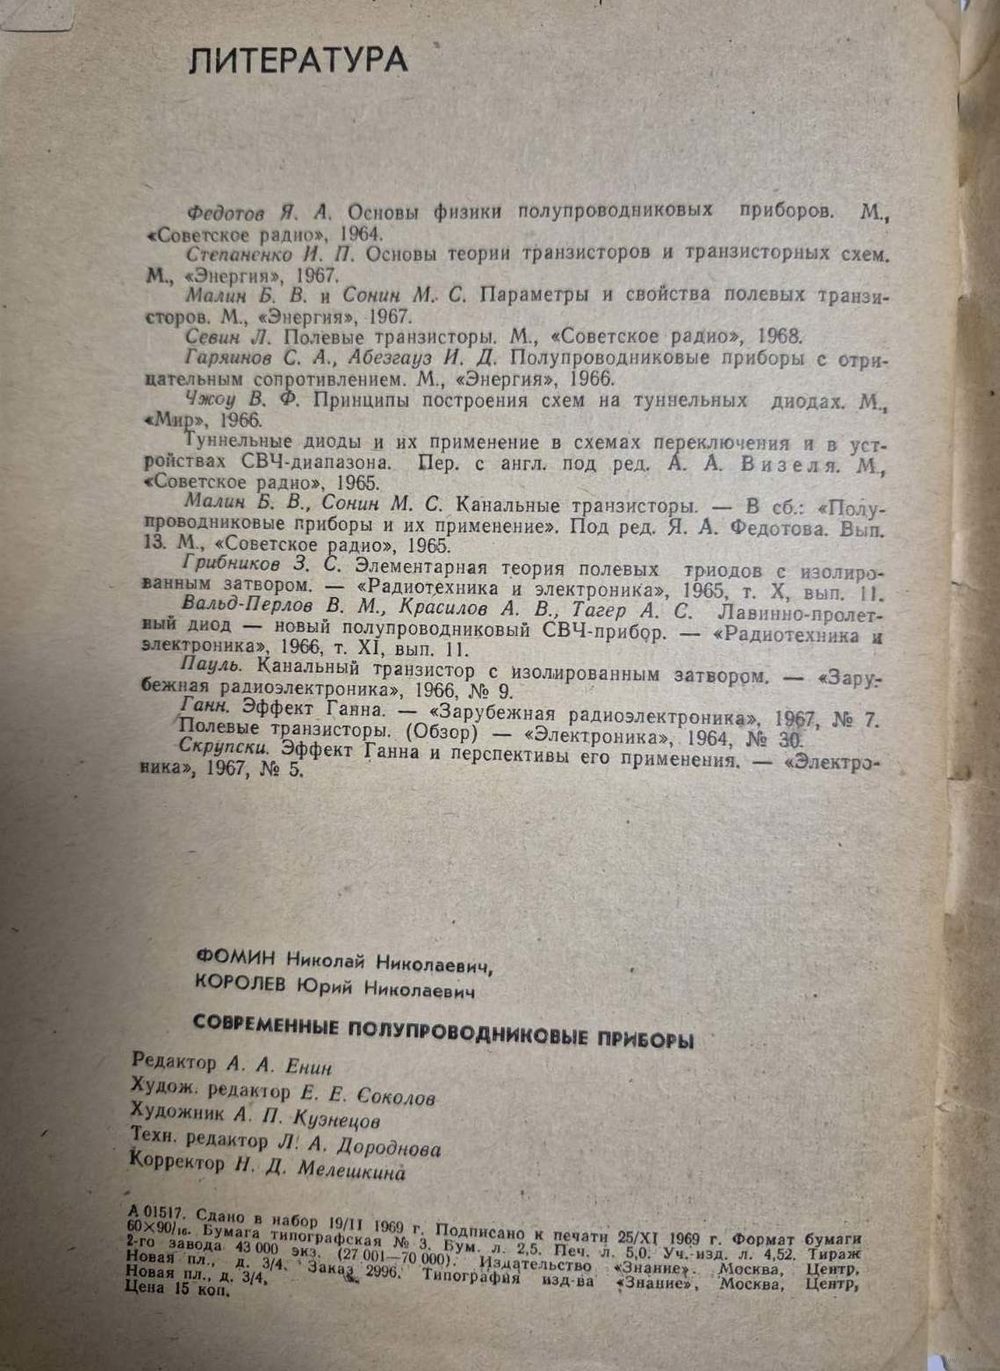 ЛИТЕРАТУРА
Федотов Я. А. Основы физики полупроводниковых приборов. М.,
«Советское радио», 1964.
Степаненко И. П. Основы теории транзисторов и транзисторных схем.
М., «Энергия», 1967.
Малин Б. В. и Сонин М. С. Параметры и свойства полевых транзи-
сторов. М., «Энергия», 1967.
Севин Л. Полевые транзисторы. М., «Советское радио», 1968.
Гаряинов С. А., Абезгауз И. Д. Полупроводниковые приборы с отри-
цательным сопротивлением. М., «Энергия», 1966.
Чжоу В. Ф. Принципы построения схем на туннельных диодах. М.,
«Мир», 1966.
Туннельные диоды и их применение в схемах переключения и в уст-
ройствах СВЧ-диапазона. Пер. с англ. под ред. А. А. Визеля. М.,
«Советское радио», 1965.
Малин Б. В., Сонин М. С. Канальные транзисторы. — В сб.: «Полу-
проводниковые приборы и их применение». Под ред. Я. А. Федотова. Вып.
13. М., «Советское радио», 1965.
Грибников З. С. Элементарная теория полевых триодов с изолиро-
ванным затвором. — «Радиотехника и электроника», 1965, т. X, вып. 11.
Вальд-Перлов В. М., Красилов А. В., Тагер А. С. Лавинно-пролет-
ный диод — новый полупроводниковый СВЧ-прибор. — «Радиотехника и
электроника», 1966, т. XI, вып. 11.
Пауль. Канальный транзистор с изолированным затвором. — «Зару-
бежная радиоэлектроника», 1966, № 9.
Ганн. Эффект Ганна. — «Зарубежная радиоэлектроника», 1967, № 7.
Полевые транзисторы. (Обзор) — «Электроника», 1964, № 30.
Скрупски. Эффект Ганна и перспективы его применения. — «Электро-
ника», 1967, № 5.
ФОМИН Николай Николаевич,
КОРОЛЕВ Юрий Николаевич
СОВРЕМЕННЫЕ ПОЛУПРОВОДНИКОВЫЕ ПРИБОРЫ
Редактор А. А. Енин
Худож. редактор Е. Е. Соколов
Художник А. П. Кузнецов
Техн. редактор Л. А. Дороднова
Корректор Н. Д. Мелешкина
А 01517. Сдано в набор 19/II 1969 г. Подписано к печати 25/XI 1969 г. Формат бумаги
60×90/16. Бумага типографская № 3. Бум. л. 2,5. Печ. л. 5,0. Уч.-изд. л. 4,52. Тираж
2-го завода 43 000 экз. (27 001—70 000). Издательство «Знание». Москва, Центр,
Новая пл., д. 3/4. Заказ 2996. Типография изд-ва «Знание», Москва, Центр,
Новая пл., д. 3/4.
Цена 15 коп.